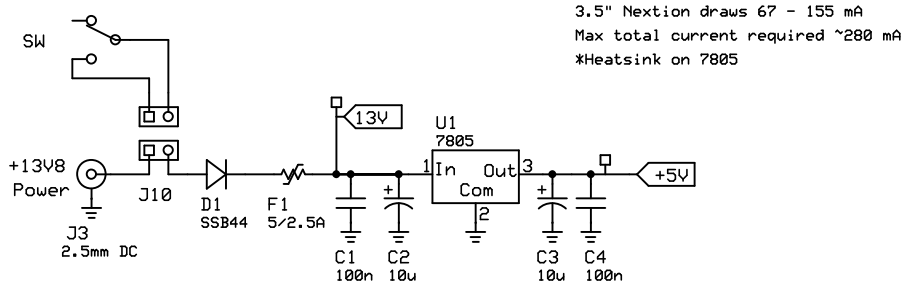 3.5" Nextion draws 67 - 155 mA
Max total current required ~280 mA
*Heatsink on 7805
SW
13V
U1
7805
+13V8
Power
J10
1
In
Out
3
Com
2
+
+
+5V
D1
SSB44
F1
5/2.5A
J3
2.5mm DC
C1
100n
C2
10u
C3
10u
C4
100n